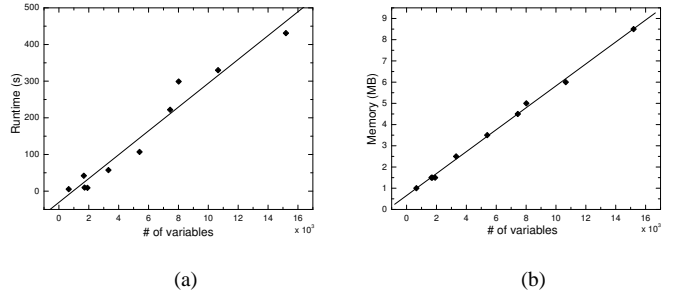 500
400
300
200
100
0
Runtime (s)
0 2 4 6 8 10 12 14 16
# of variables
x 10³
(a)
9
8
7
6
5
4
3
2
1
0
Memory (MB)
0 2 4 6 8 10 12 14 16
# of variables
x 10³
(b)